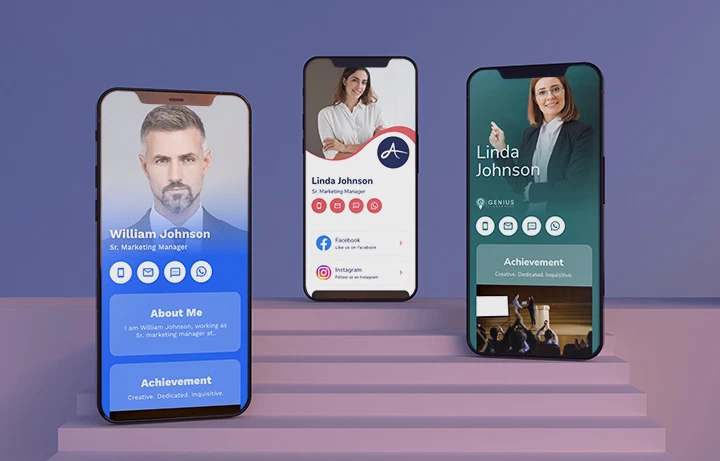 William Johnson
Sr. Marketing Manager
About Me
I am William Johnson, working as
Sr. marketing manager at..
Achievement
Creative. Dedicated. Inquisitive.
A
Linda Johnson
Sr. Marketing Manager
Facebook
Like us on Facebook
Instagram
Follow us on Instagram
Linda
Johnson
GENIUS
Achievement
Creative. Dedicated. Inquisitive.